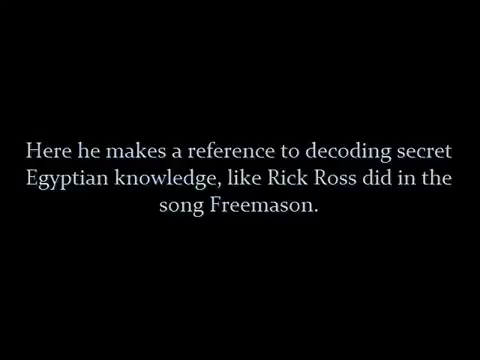 Here he makes a reference to decoding secret
Egyptian knowledge, like Rick Ross did in the
song Freemason.